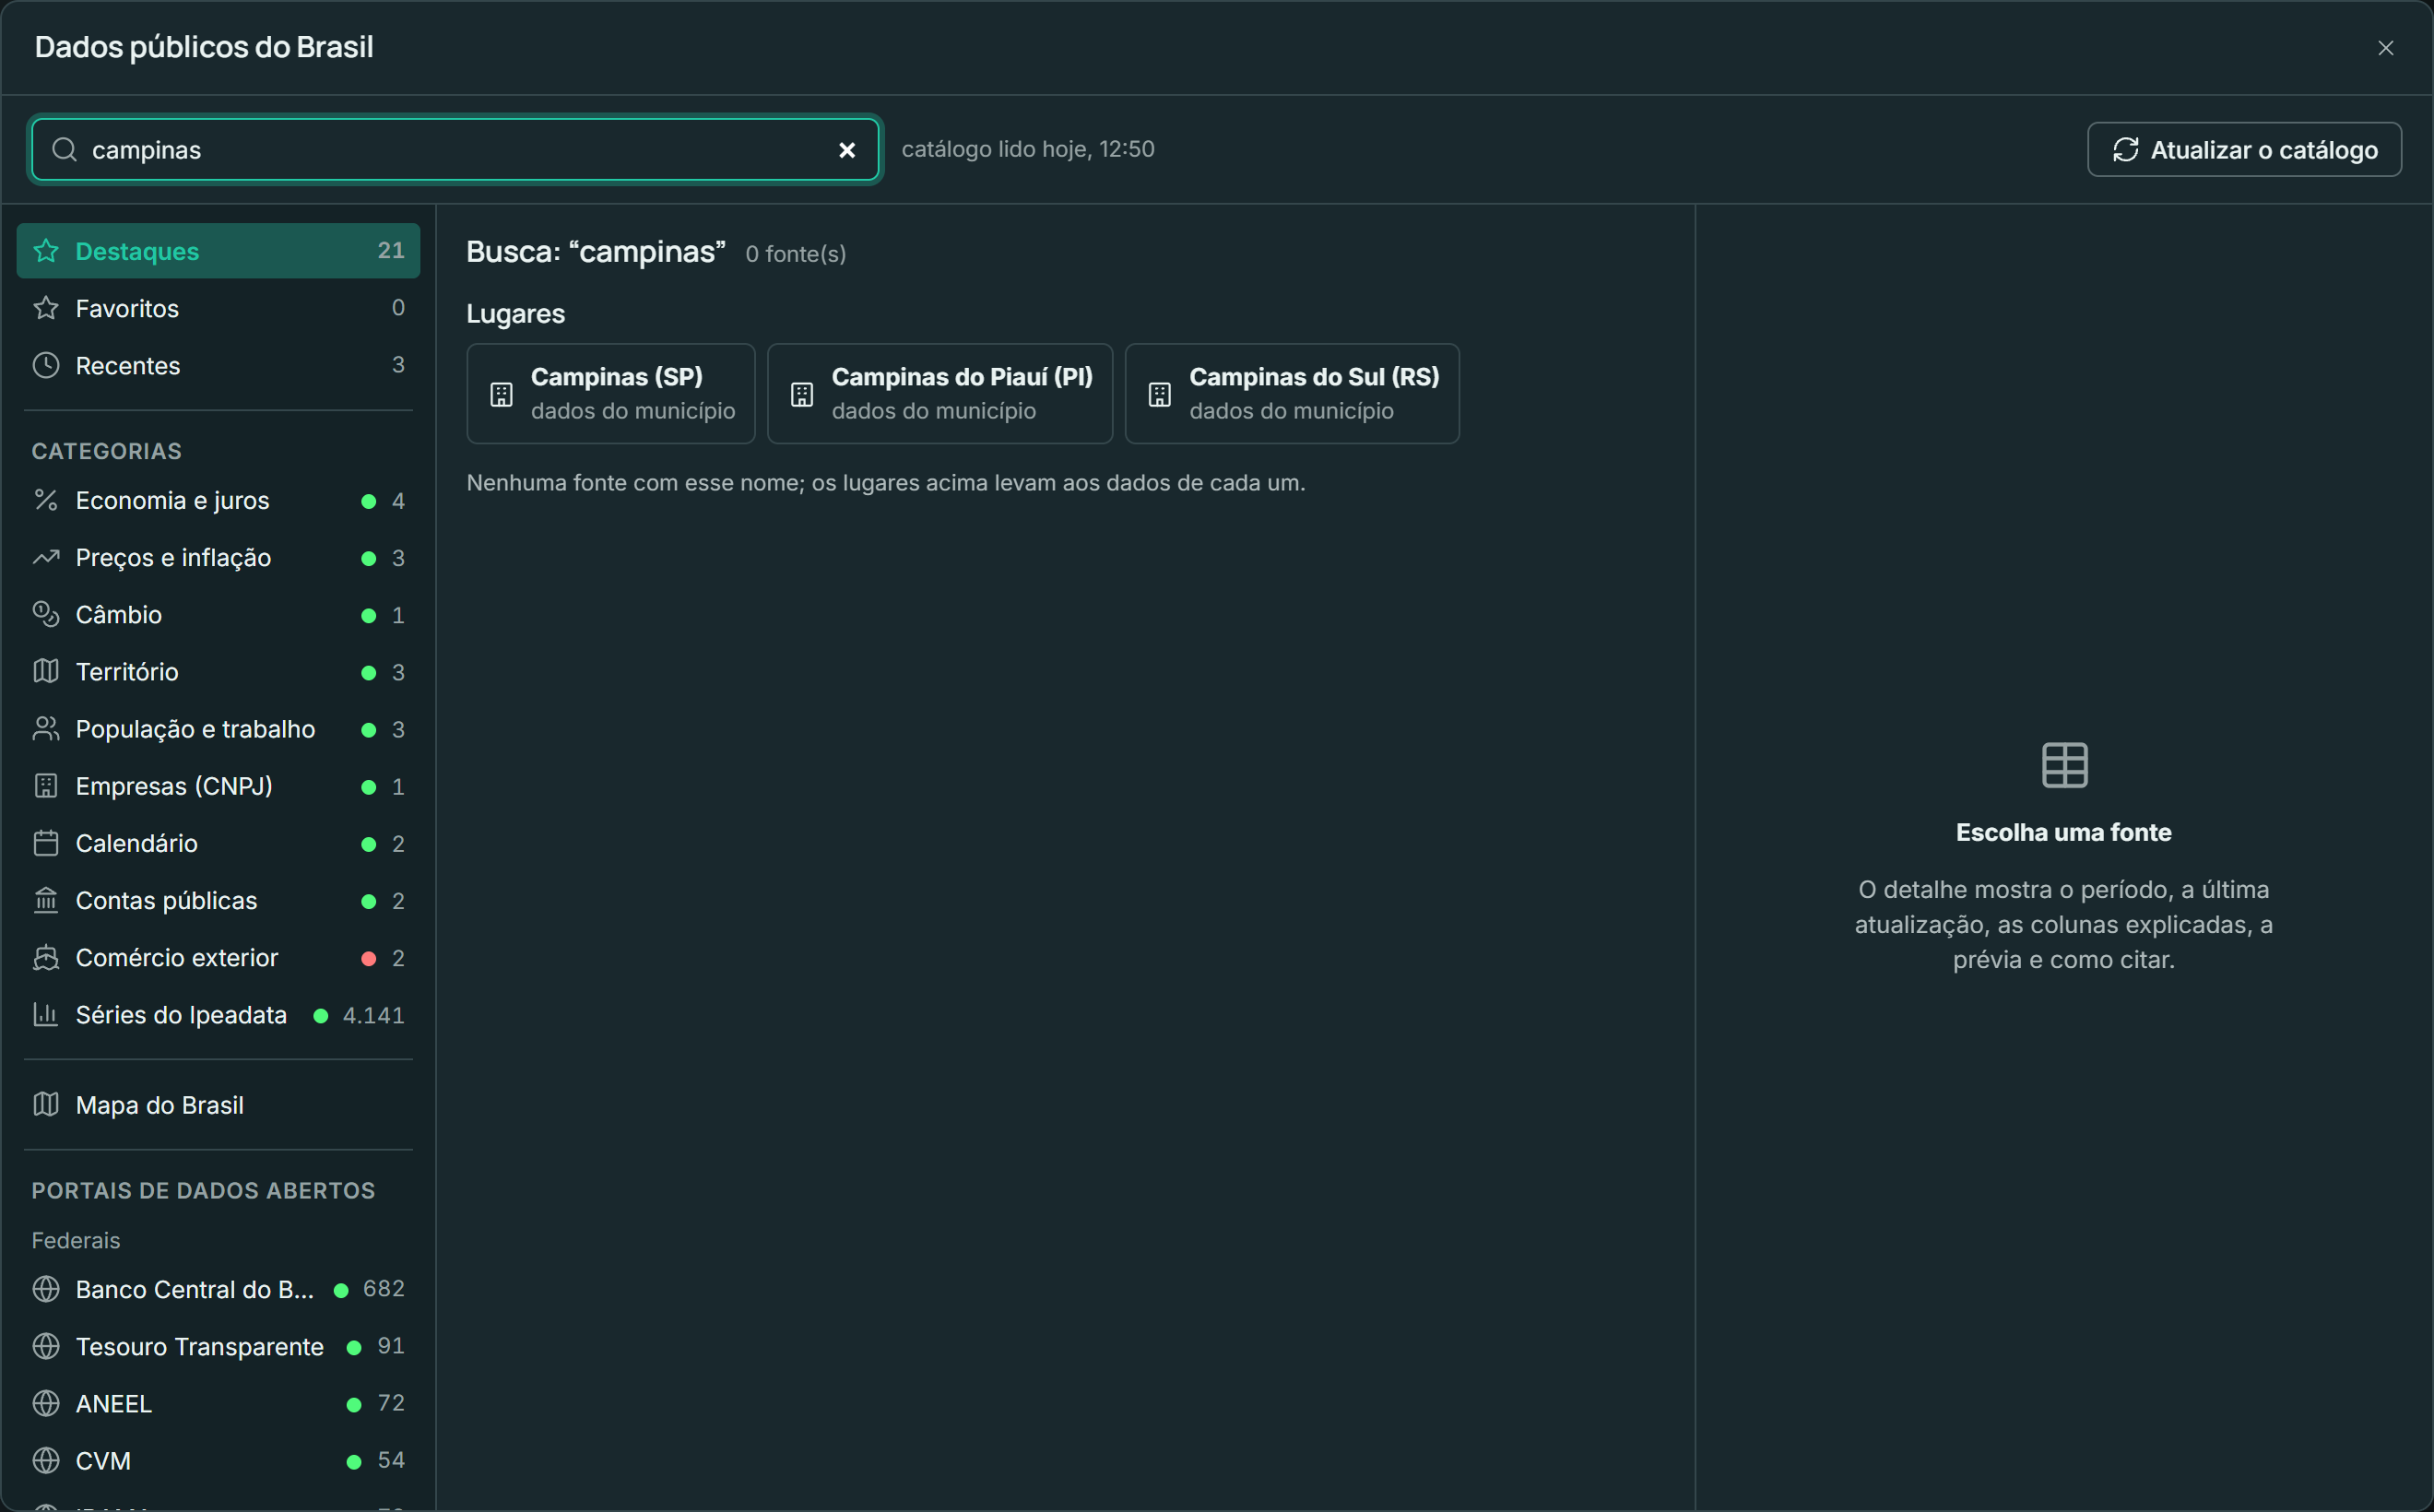 Dados públicos do Brasil
campinas
catálogo lido hoje, 12:50
Atualizar o catálogo
Destaques 21
Favoritos 0
Recentes 3
CATEGORIAS
Economia e juros 4
Preços e inflação 3
Câmbio 1
Território 3
População e trabalho 3
Empresas (CNPJ) 1
Calendário 2
Contas públicas 2
Comércio exterior 2
Séries do Ipeadata 4.141
Mapa do Brasil
PORTAIS DE DADOS ABERTOS
Federais
Banco Central do B... 682
Tesouro Transparente 91
ANEEL 72
CVM 54
Busca: “campinas” 0 fonte(s)
Lugares
Campinas (SP)
dados do município
Campinas do Piauí (PI)
dados do município
Campinas do Sul (RS)
dados do município
Nenhuma fonte com esse nome; os lugares acima levam aos dados de cada um.
Escolha uma fonte
O detalhe mostra o período, a última
atualização, as colunas explicadas, a
prévia e como citar.